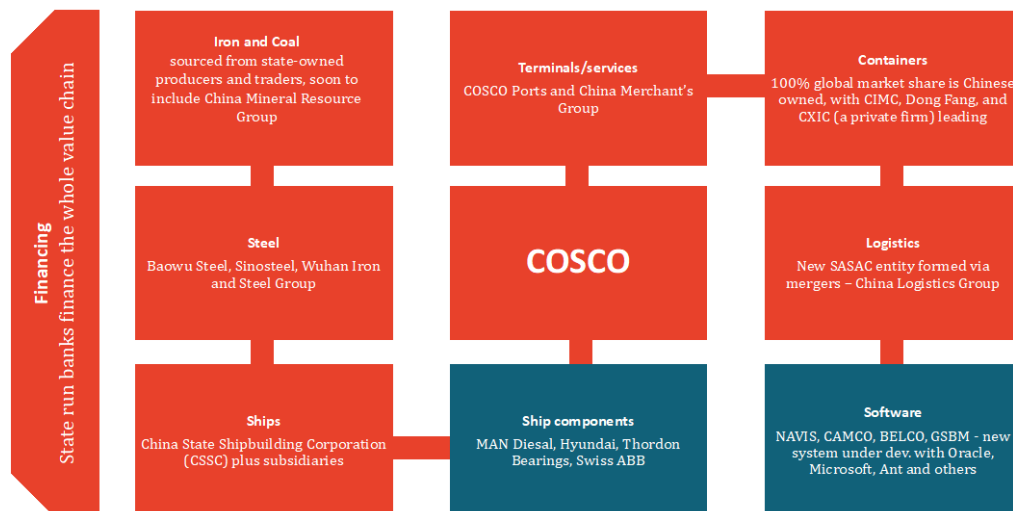 Financing
State run banks finance the whole value chain
Iron and Coal
sourced from state-owned
producers and traders, soon to
include China Mineral Resource
Group
Terminals/services
COSCO Ports and China Merchant's
Group
Containers
100% global market share is Chinese
owned, with CIMC, Dong Fang, and
CXIC (a private firm) leading
Steel
Baowu Steel, Sinosteel, Wuhan Iron
and Steel Group
COSCO
Logistics
New SASAC entity formed via
mergers – China Logistics Group
Ships
China State Shipbuilding Corporation
(CSSC) plus subsidiaries
Ship components
MAN Diesal, Hyundai, Thordon
Bearings, Swiss ABB
Software
NAVIS, CAMCO, BELCO, GSBM - new
system under dev. with Oracle,
Microsoft, Ant and others